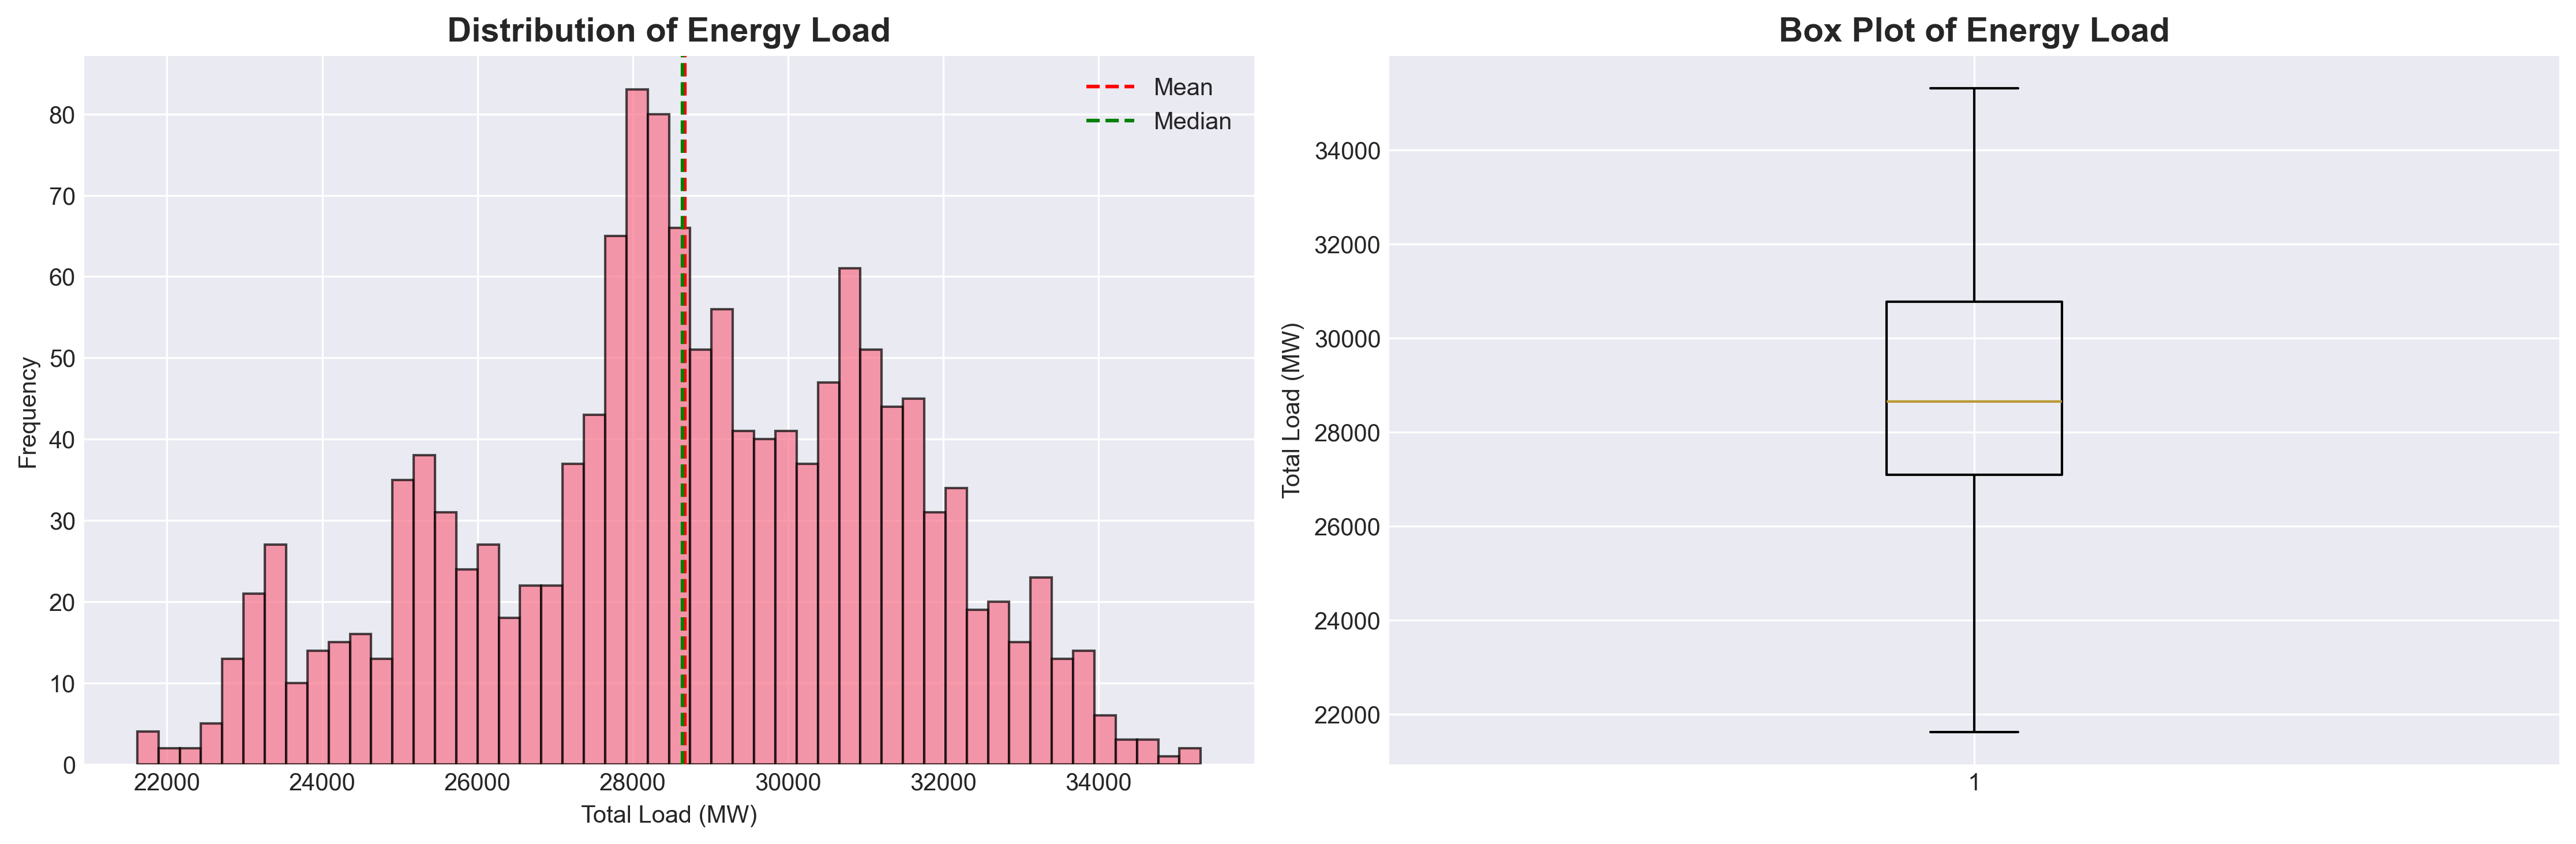 Distribution of Energy Load
Mean
Median
80
70
60
50
40
30
20
10
0
Frequency
22000 24000 26000 28000 30000 32000 34000
Total Load (MW)
Box Plot of Energy Load
34000
32000
30000
28000
26000
24000
22000
Total Load (MW)
1